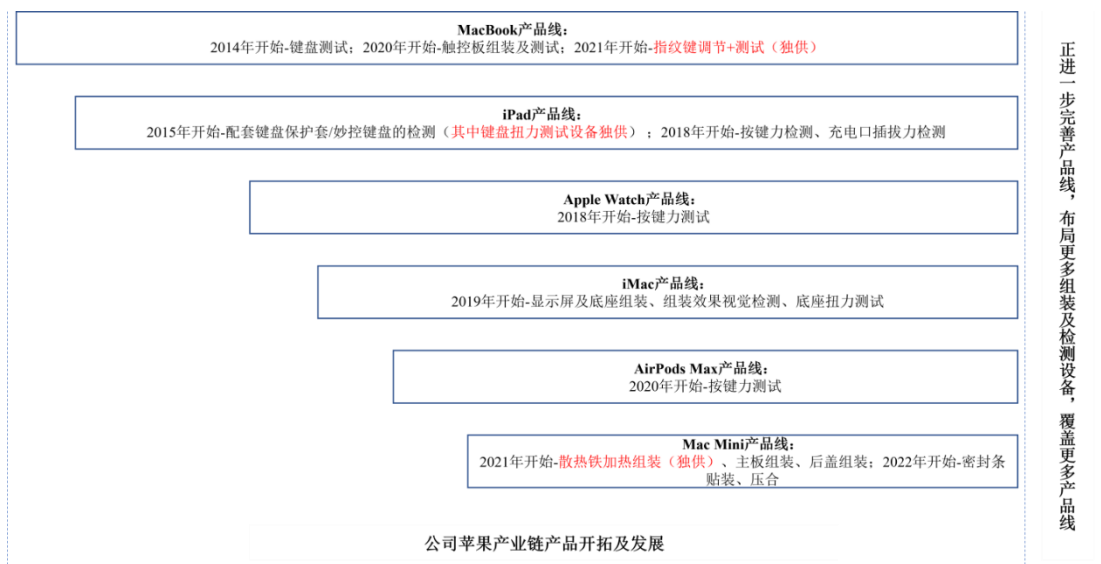 MacBook产品线：
2014年开始-键盘测试；2020年开始-触控板组装及测试；2021年开始-指纹键调节+测试（独供）
iPad产品线：
2015年开始-配套键盘保护套/妙控键盘的检测（其中键盘扭力测试设备独供）；2018年开始-按键力检测、充电口插拔力检测
Apple Watch产品线：
2018年开始-按键力测试
iMac产品线：
2019年开始-显示屏及底座组装、组装效果视觉检测、底座扭力测试
AirPods Max产品线：
2020年开始-按键力测试
Mac Mini产品线：
2021年开始-散热铁加热组装（独供）、主板组装、后盖组装；2022年开始-密封条
贴装、压合
公司苹果产业链产品开拓及发展
正进一步完善产品线，布局更多组装及检测设备，覆盖更多产品线